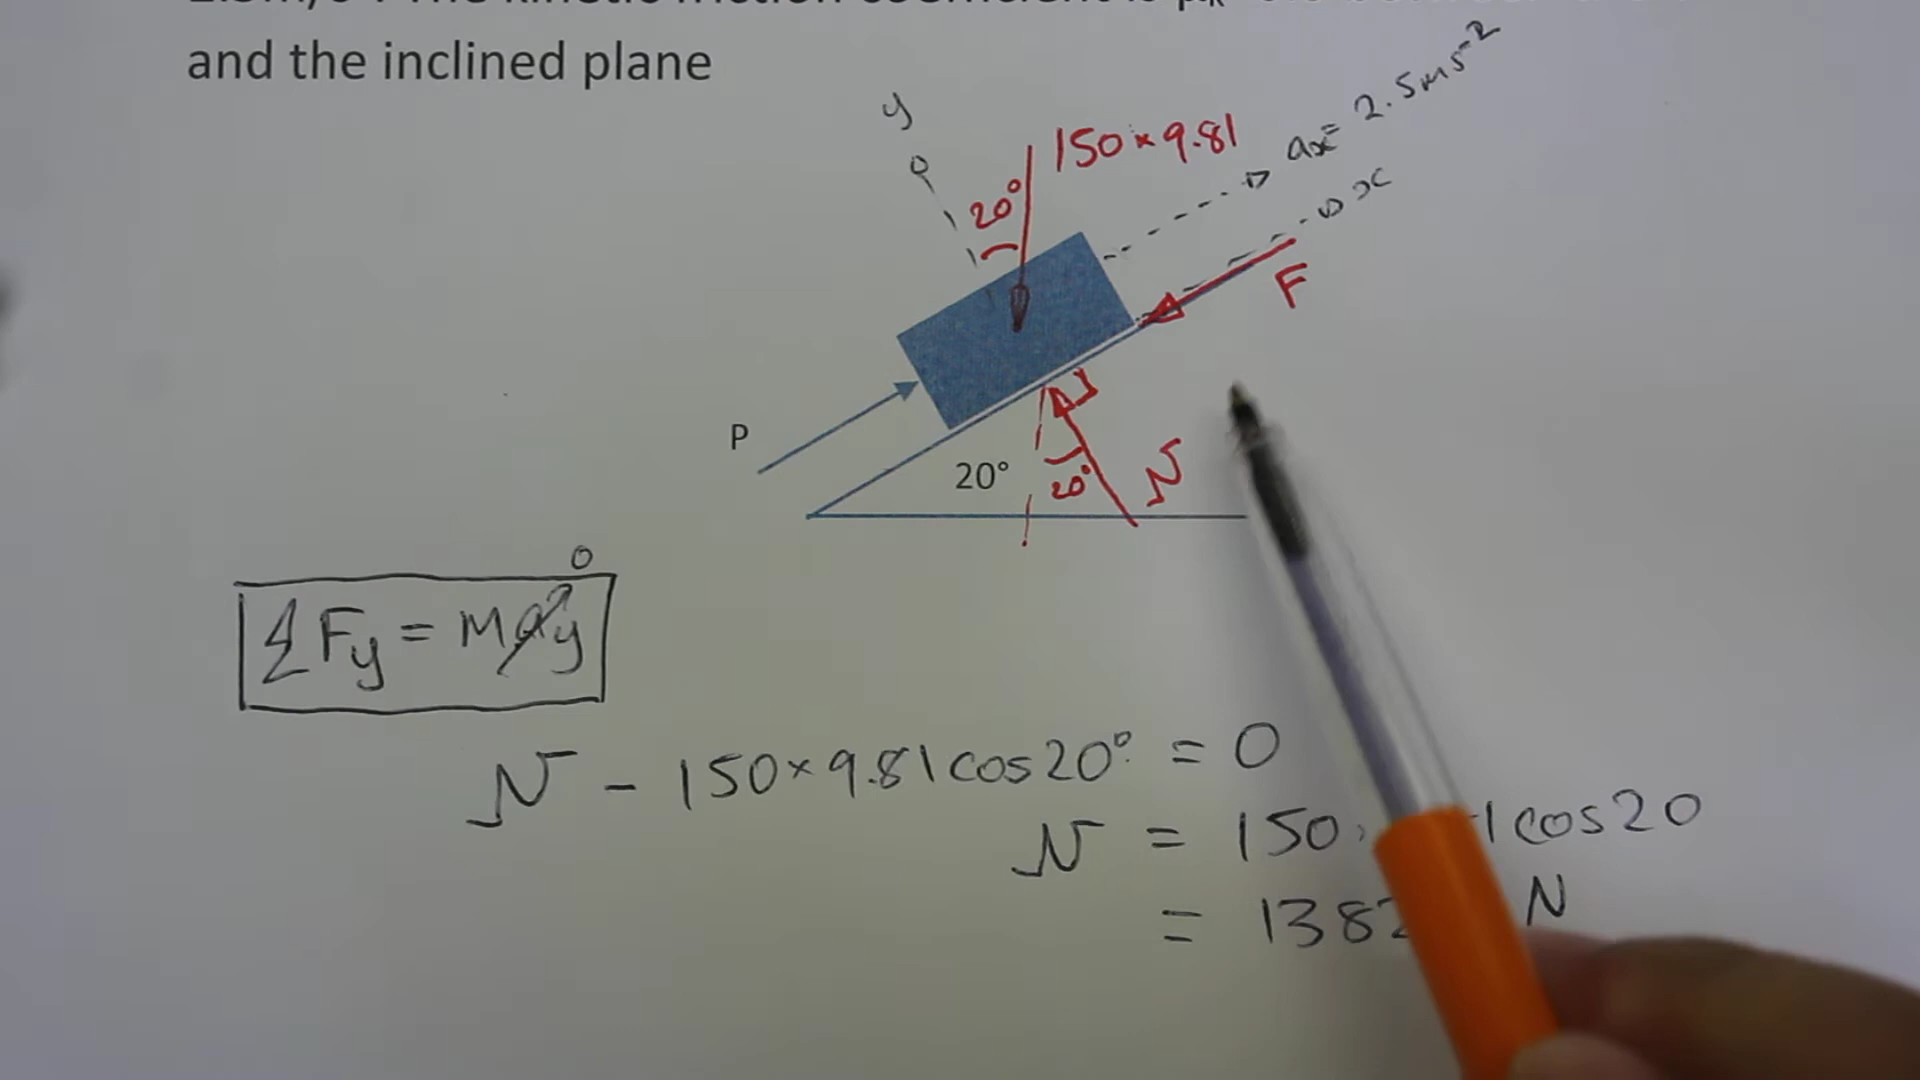 and the inclined plane
y
150×9.81
20°
ax = 2.5ms⁻²
x
F
P
20°
20°
N
0
ΣFy = may
N - 150×9.81cos20° = 0
N = 150 cos20
= 138 N